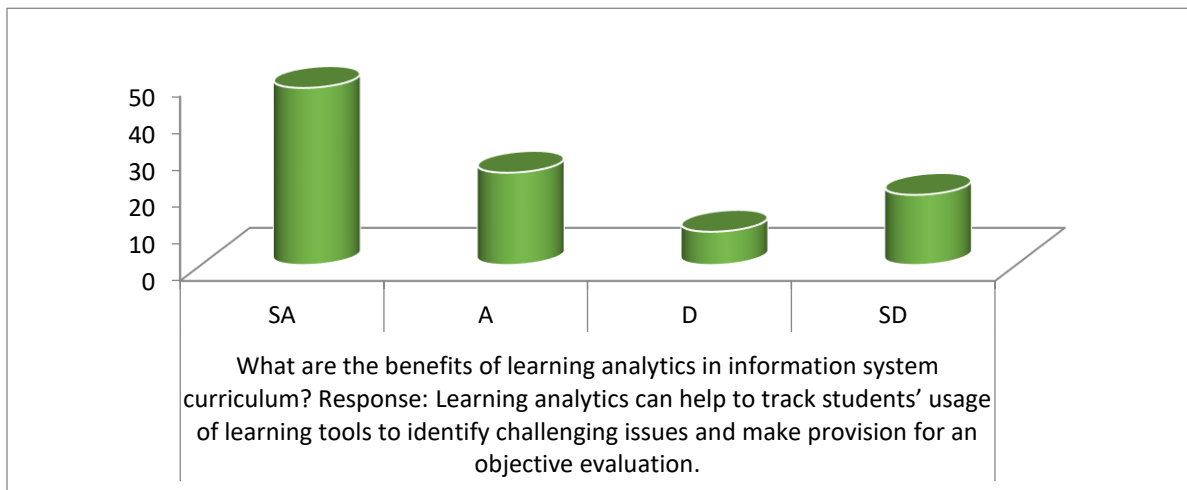 50
40
30
20
10
0
SA A D SD
What are the benefits of learning analytics in information system
curriculum? Response: Learning analytics can help to track students’ usage
of learning tools to identify challenging issues and make provision for an
objective evaluation.